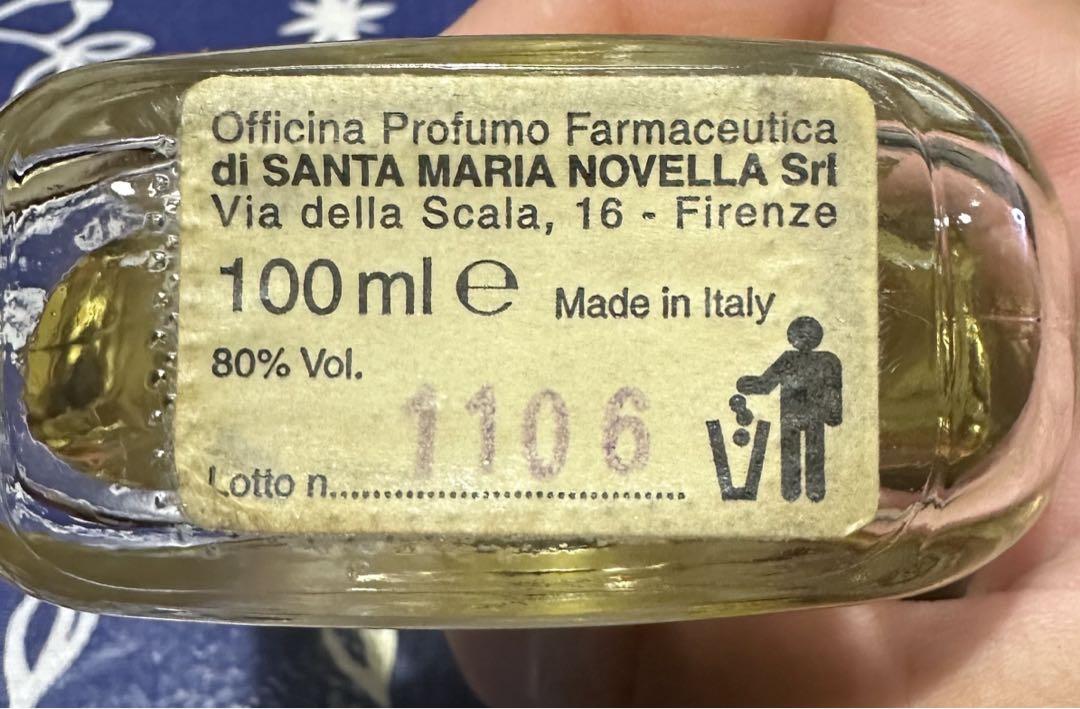 Officina Profumo Farmaceutica
di SANTA MARIA NOVELLA Srl
Via della Scala, 16 - Firenze
100 ml ℮ Made in Italy
80% Vol.
1106
Lotto n...............................................